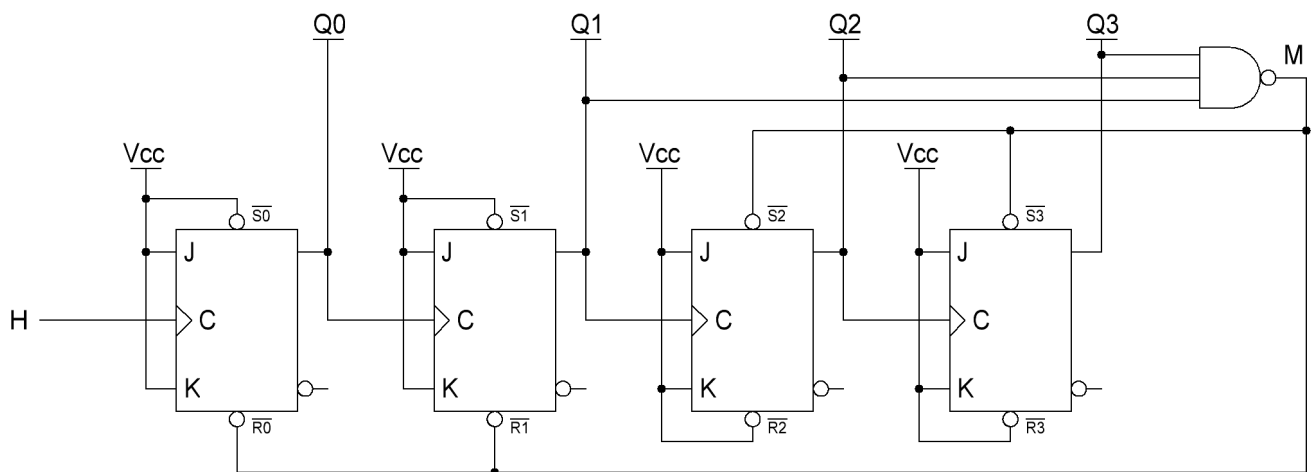 Q0 Q1 Q2 Q3
M
Vcc Vcc Vcc Vcc
S0 S1 S2 S3
J J J J
H C C C C
K K K K
R0 R1 R2 R3